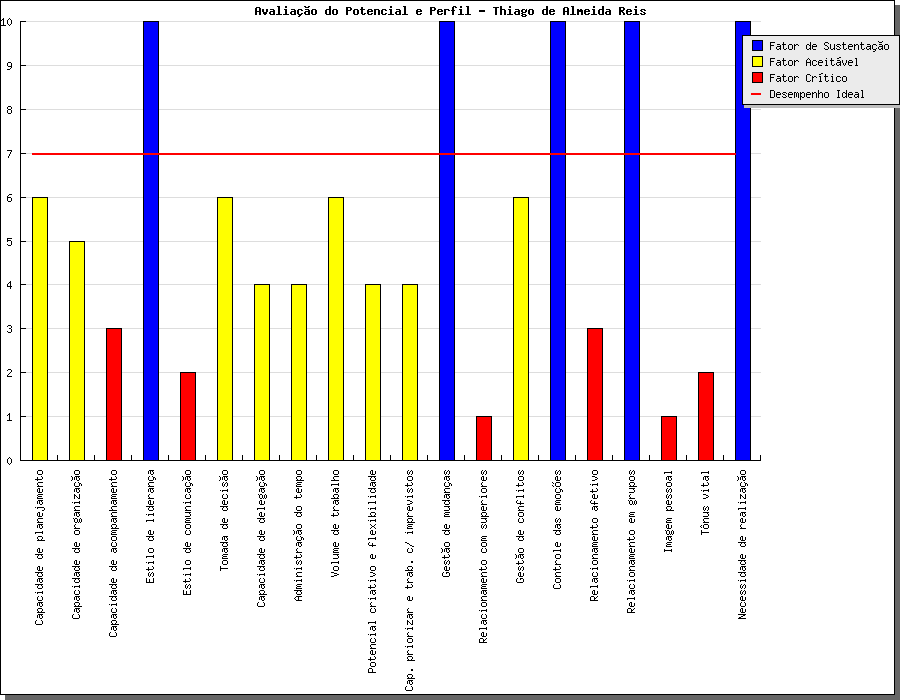 Avaliação do Potencial e Perfil - Thiago de Almeida Reis
10
9
8
7
6
5
4
3
2
1
0
Fator de Sustentação
Fator Aceitável
Fator Crítico
Desempenho Ideal
Capacidade de planejamento
Capacidade de organização
Capacidade de acompanhamento
Estilo de liderança
Estilo de comunicação
Tomada de decisão
Capacidade de delegação
Administração do tempo
Volume de trabalho
Potencial criativo e flexibilidade
Cap. priorizar e trab. c/ imprevistos
Gestão de mudanças
Relacionamento com superiores
Gestão de conflitos
Controle das emoções
Relacionamento afetivo
Relacionamento em grupos
Imagem pessoal
Tônus vital
Necessidade de realização